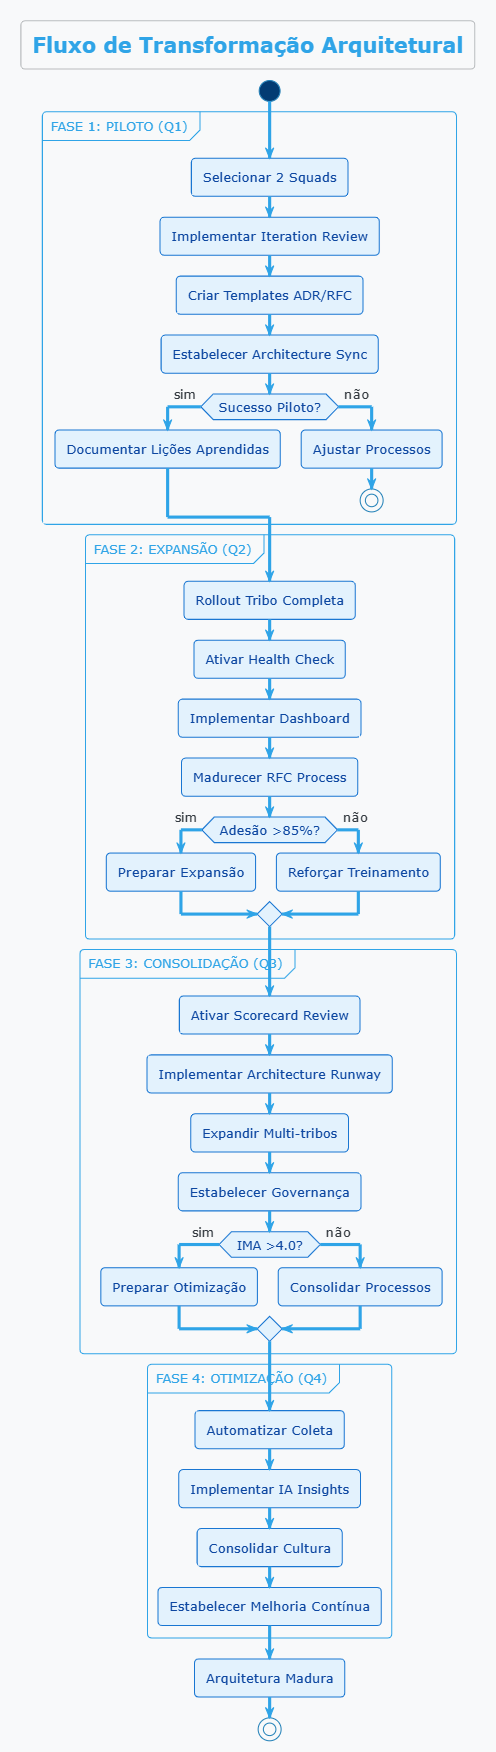 Fluxo de Transformação Arquitetural
FASE 1: PILOTO (Q1)
Selecionar 2 Squads
Implementar Iteration Review
Criar Templates ADR/RFC
Estabelecer Architecture Sync
sim
Sucesso Piloto?
não
Documentar Lições Aprendidas
Ajustar Processos
FASE 2: EXPANSÃO (Q2)
Rollout Tribo Completa
Ativar Health Check
Implementar Dashboard
Madurecer RFC Process
sim
Adesão >85%?
não
Preparar Expansão
Reforçar Treinamento
FASE 3: CONSOLIDAÇÃO (Q3)
Ativar Scorecard Review
Implementar Architecture Runway
Expandir Multi-tribos
Estabelecer Governança
sim
IMA >4.0?
não
Preparar Otimização
Consolidar Processos
FASE 4: OTIMIZAÇÃO (Q4)
Automatizar Coleta
Implementar IA Insights
Consolidar Cultura
Estabelecer Melhoria Contínua
Arquitetura Madura